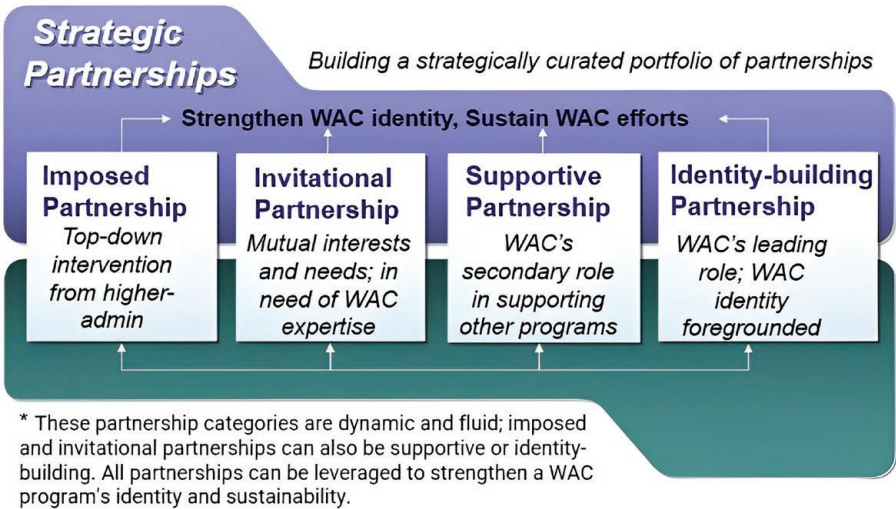 Strategic
Partnerships
Building a strategically curated portfolio of partnerships
Strengthen WAC identity, Sustain WAC efforts
Imposed
Partnership
Top-down
intervention
from higher-
admin
Invitational
Partnership
Mutual interests
and needs; in
need of WAC
expertise
Supportive
Partnership
WAC's
secondary role
in supporting
other programs
Identity-building
Partnership
WAC's leading
role; WAC
identity
foregrounded
* These partnership categories are dynamic and fluid; imposed
and invitational partnerships can also be supportive or identity-
building. All partnerships can be leveraged to strengthen a WAC
program's identity and sustainability.